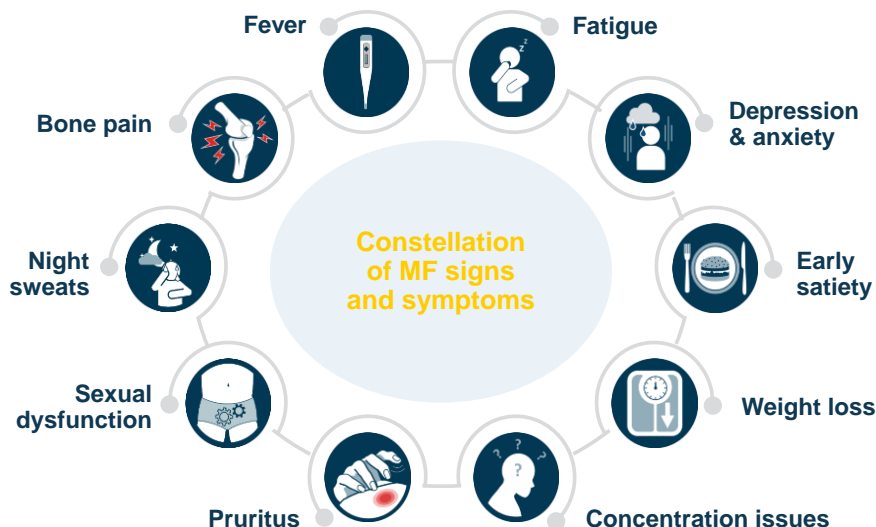 Fever
Fatigue
Depression
& anxiety
Bone pain
Constellation
of MF signs
and symptoms
Night
sweats
Early
satiety
Sexual
dysfunction
Weight loss
Pruritus
Concentration issues
z
z
?
?
?
?